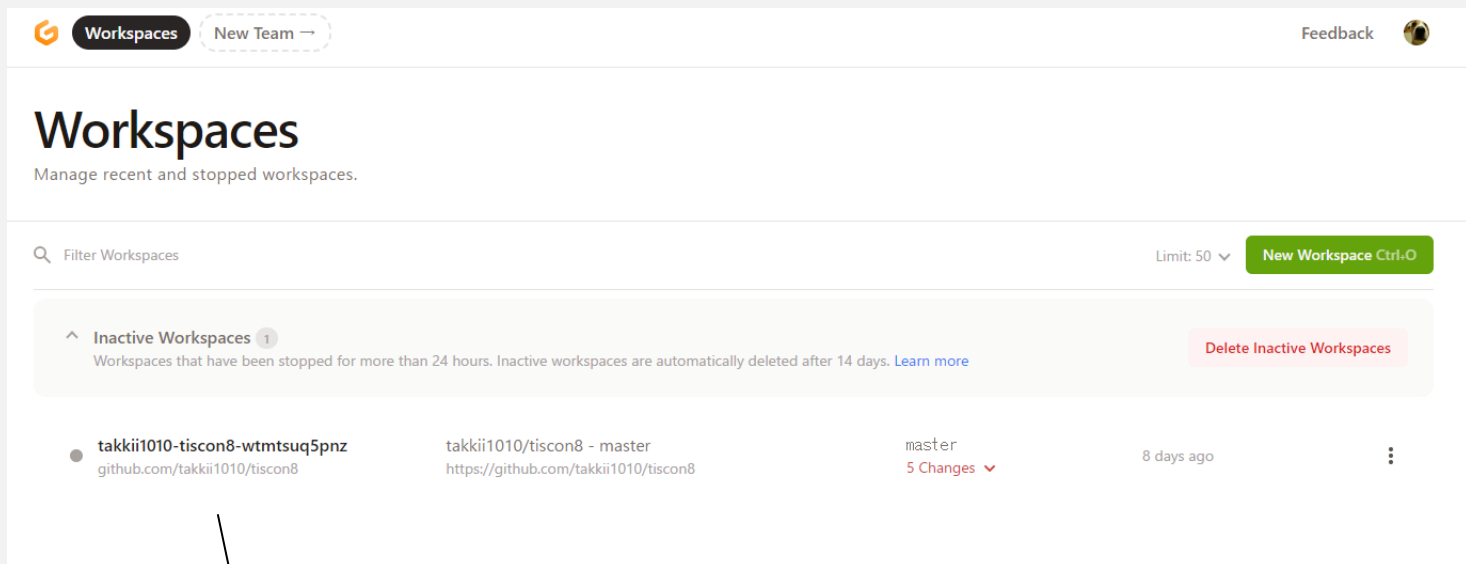 Workspaces New Team → Feedback
Workspaces
Manage recent and stopped workspaces.
Filter Workspaces Limit: 50 New Workspace Ctrl+O
Inactive Workspaces 1
Workspaces that have been stopped for more than 24 hours. Inactive workspaces are automatically deleted after 14 days. Learn more
Delete Inactive Workspaces
takkii1010-tiscon8-wtmtsuq5pnz takkii1010/tiscon8 - master master
github.com/takkii1010/tiscon8 https://github.com/takkii1010/tiscon8 5 Changes
8 days ago